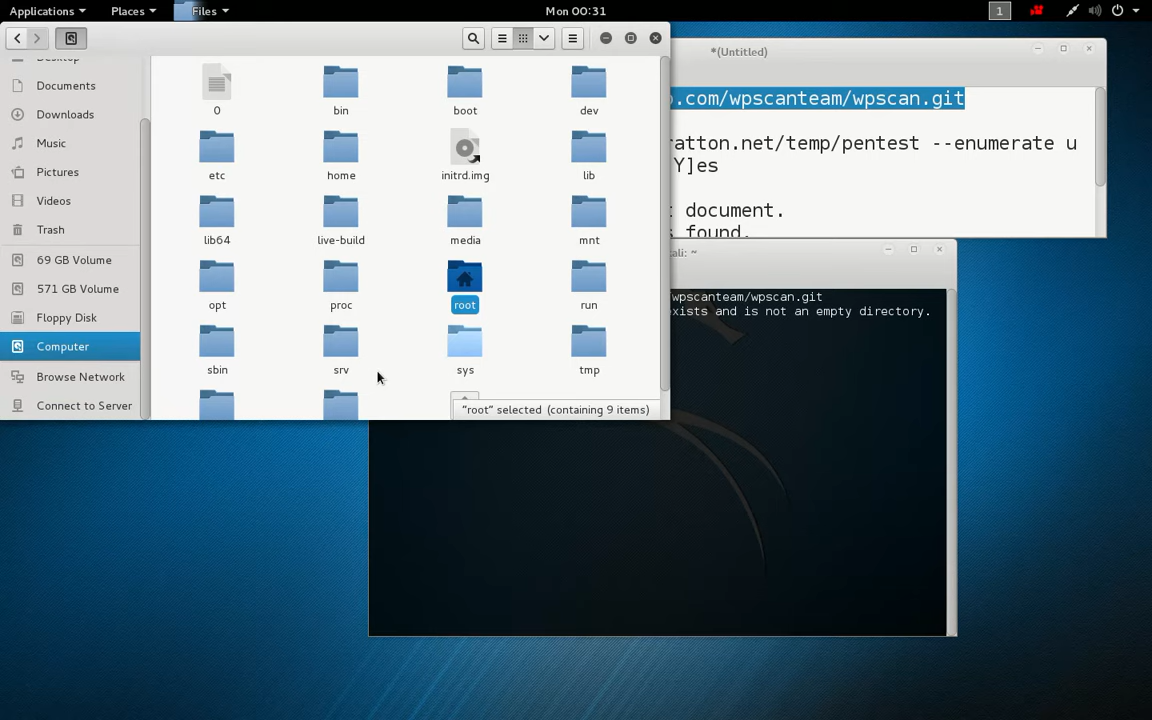 Applications
Places
Files
Mon 00:31
1
Documents
Downloads
Music
Pictures
Videos
Trash
69 GB Volume
571 GB Volume
Floppy Disk
Computer
Browse Network
Connect to Server
0
bin
boot
dev
etc
home
initrd.img
lib
lib64
live-build
media
mnt
opt
proc
root
run
sbin
srv
sys
tmp
"root" selected (containing 9 items)
*(Untitled)
.com/wpscanteam/wpscan.git
ratton.net/temp/pentest --enumerate u
Y]es
document.
found.
ali: ~
wpscanteam/wpscan.git
exists and is not an empty directory.